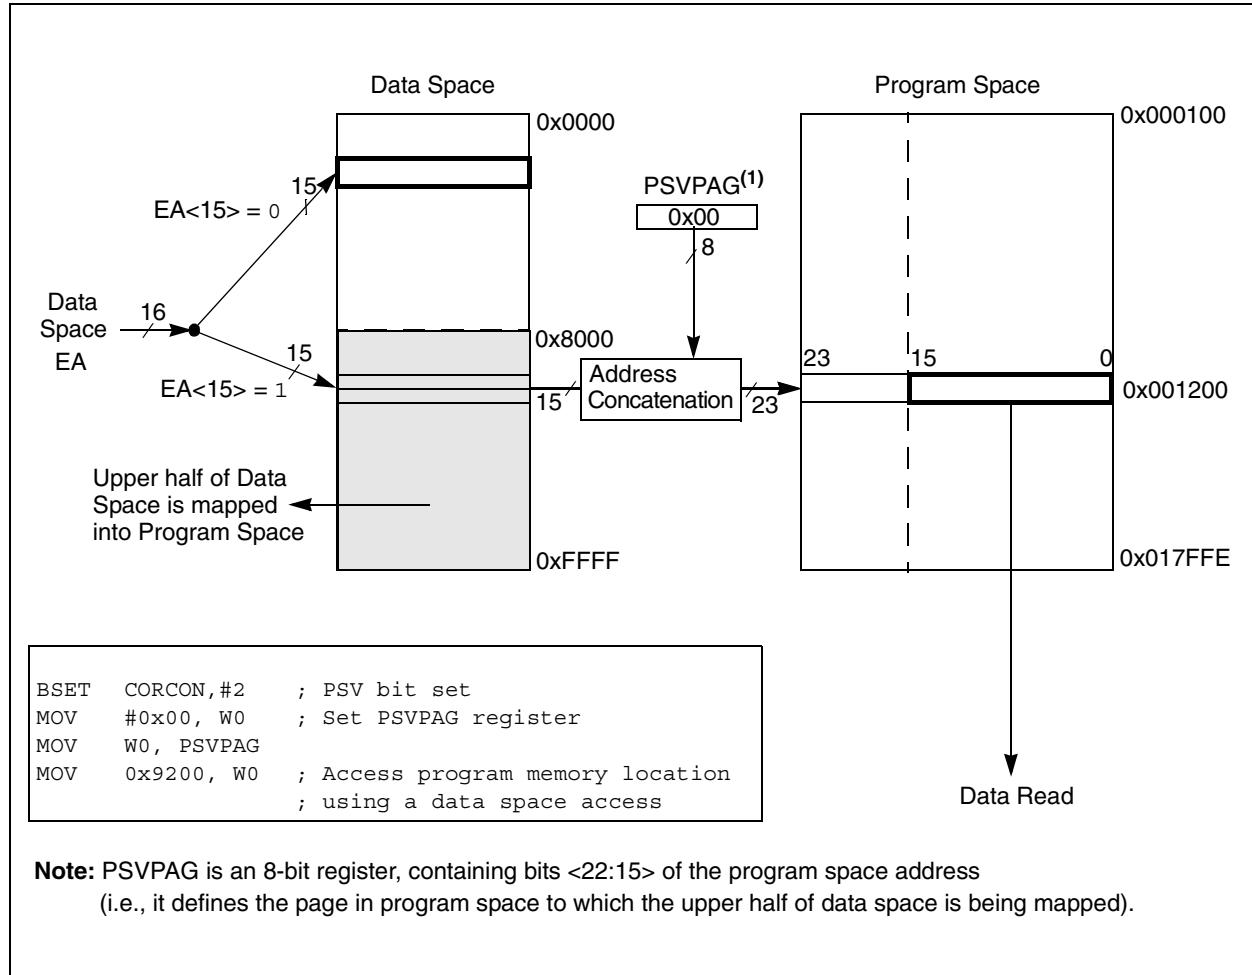 Data Space
Program Space
0x0000
0x000100
15
PSVPAG(1)
EA<15> = 0
0x00
8
Data
Space
EA
16
0x8000
15
EA<15> = 1
15
Address
Concatenation
23
23
15
0
0x001200
Upper half of Data
Space is mapped
into Program Space
0xFFFF
0x017FFE
BSET CORCON,#2 ; PSV bit set
MOV #0x00, W0 ; Set PSVPAG register
MOV W0, PSVPAG
MOV 0x9200, W0 ; Access program memory location
; using a data space access
Data Read
Note: PSVPAG is an 8-bit register, containing bits <22:15> of the program space address
(i.e., it defines the page in program space to which the upper half of data space is being mapped).